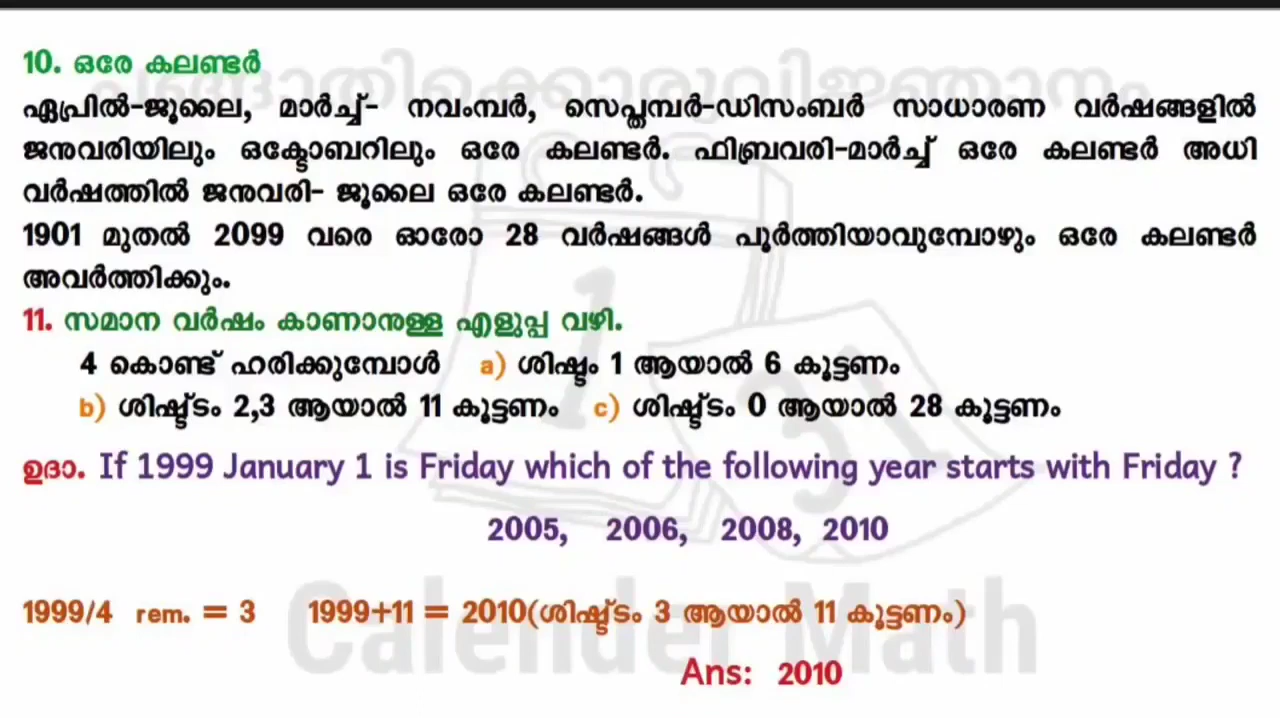 10. ഒരേ കലണ്ടർ
ഏപ്രിൽ-ജൂലൈ, മാർച്ച്- നവംമ്പർ, സെപ്തമ്പർ-ഡിസംബർ സാധാരണ വർഷങ്ങളിൽ
ജനുവരിയിലും ഒക്ടോബറിലും ഒരേ കലണ്ടർ. ഫിബ്രവരി-മാർച്ച് ഒരേ കലണ്ടർ അധി
വർഷത്തിൽ ജനുവരി- ജൂലൈ ഒരേ കലണ്ടർ.
1901 മുതൽ 2099 വരെ ഓരോ 28 വർഷങ്ങൾ പൂർത്തിയാവുമ്പോഴും ഒരേ കലണ്ടർ
അവർത്തിക്കും.
11. സമാന വർഷം കാണാനുള്ള എളുപ്പ വഴി.
4 കൊണ്ട് ഹരിക്കുമ്പോൾ a) ശിഷ്ടം 1 ആയാൽ 6 കൂട്ടണം
b) ശിഷ്ട്ടം 2,3 ആയാൽ 11 കൂട്ടണം c) ശിഷ്ട്ടം 0 ആയാൽ 28 കൂട്ടണം
ഉദാ. If 1999 January 1 is Friday which of the following year starts with Friday ?
2005, 2006, 2008, 2010
1999/4 rem. = 3 1999+11 = 2010(ശിഷ്ട്ടം 3 ആയാൽ 11 കൂട്ടണം)
Calender Math
Ans: 2010